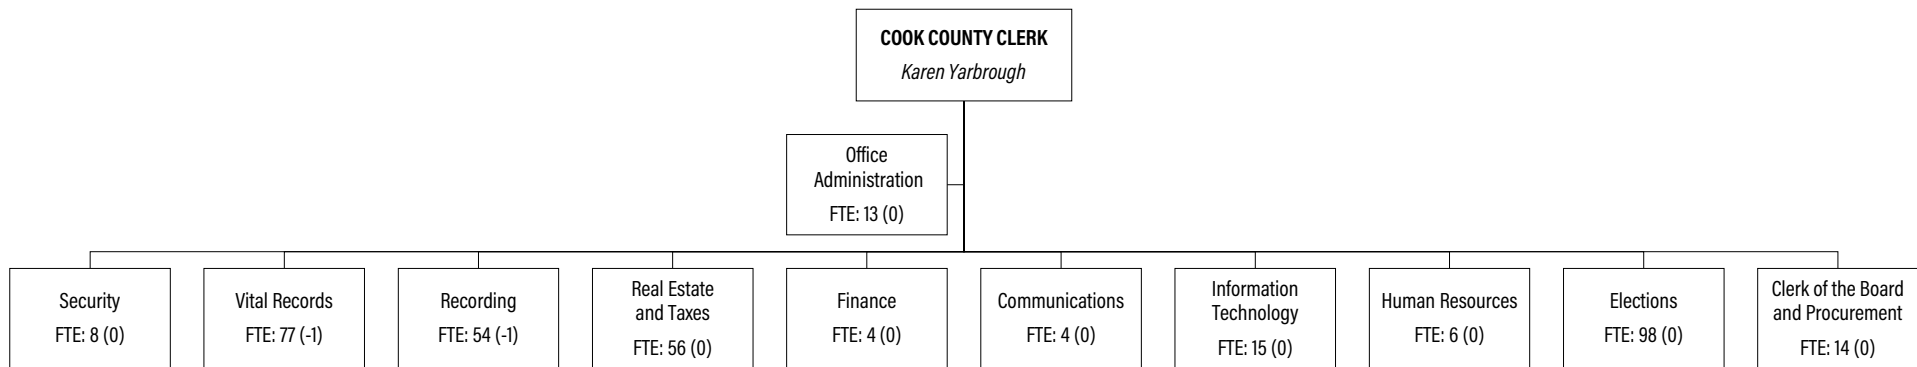 COOK COUNTY CLERK
Karen Yarbrough
Office
Administration
FTE: 13 (0)
Security
FTE: 8 (0)
Vital Records
FTE: 77 (-1)
Recording
FTE: 54 (-1)
Real Estate
and Taxes
FTE: 56 (0)
Finance
FTE: 4 (0)
Communications
FTE: 4 (0)
Information
Technology
FTE: 15 (0)
Human Resources
FTE: 6 (0)
Elections
FTE: 98 (0)
Clerk of the Board
and Procurement
FTE: 14 (0)